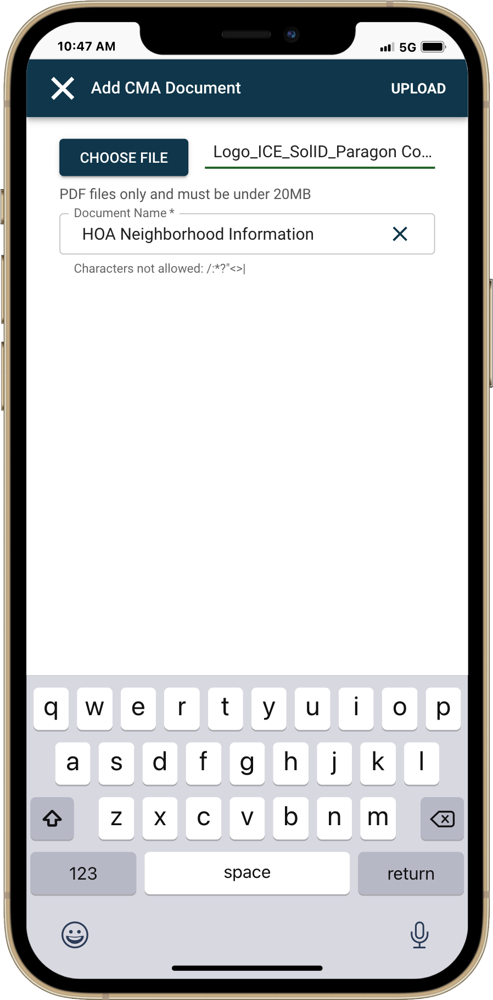 10:47 AM 5G
Add CMA Document UPLOAD
CHOOSE FILE Logo_ICE_SolID_Paragon Co...
PDF files only and must be under 20MB
Document Name *
HOA Neighborhood Information
Characters not allowed: /:*?"<>|
q w e r t y u i o p
a s d f g h j k l
z x c v b n m
123 space return